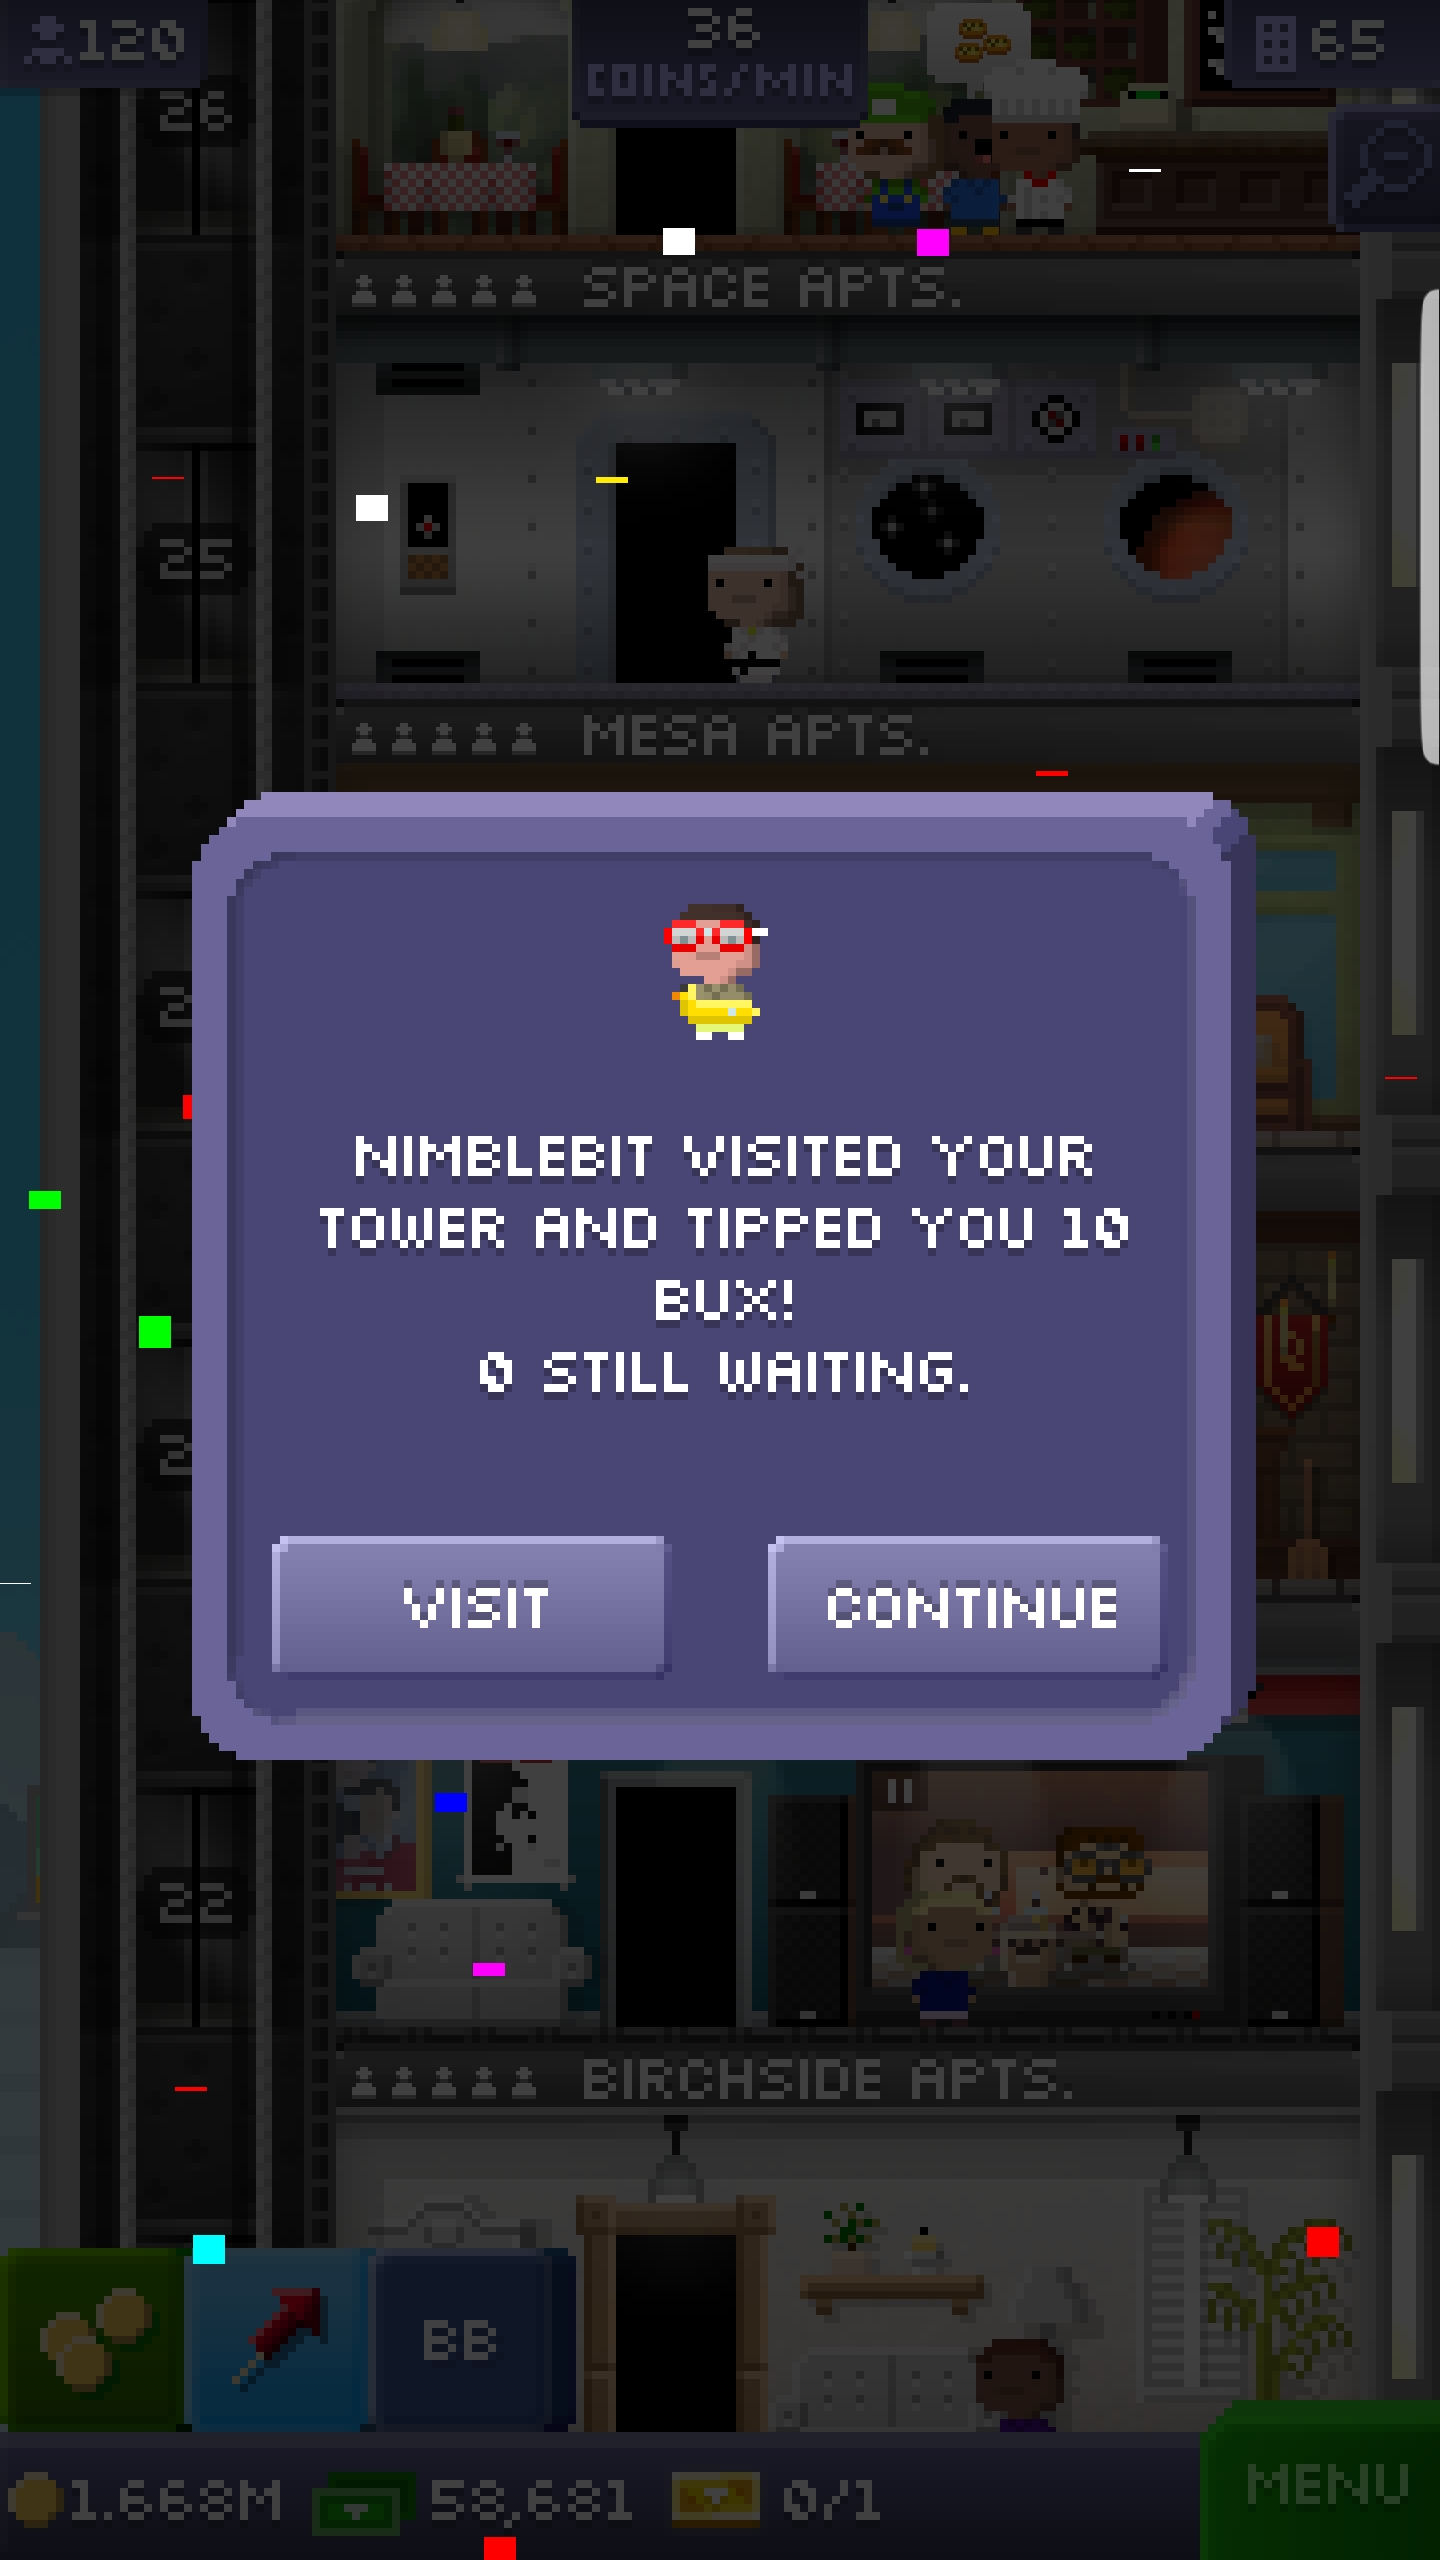 120
36
COINS/MIN
65
26
SPACE APTS.
25
MESA APTS.
NIMBLEBIT VISITED YOUR
TOWER AND TIPPED YOU 10
BUX!
0 STILL WAITING.
VISIT
CONTINUE
22
BIRCHSIDE APTS.
BB
1.668M
58,681
0/1
MENU